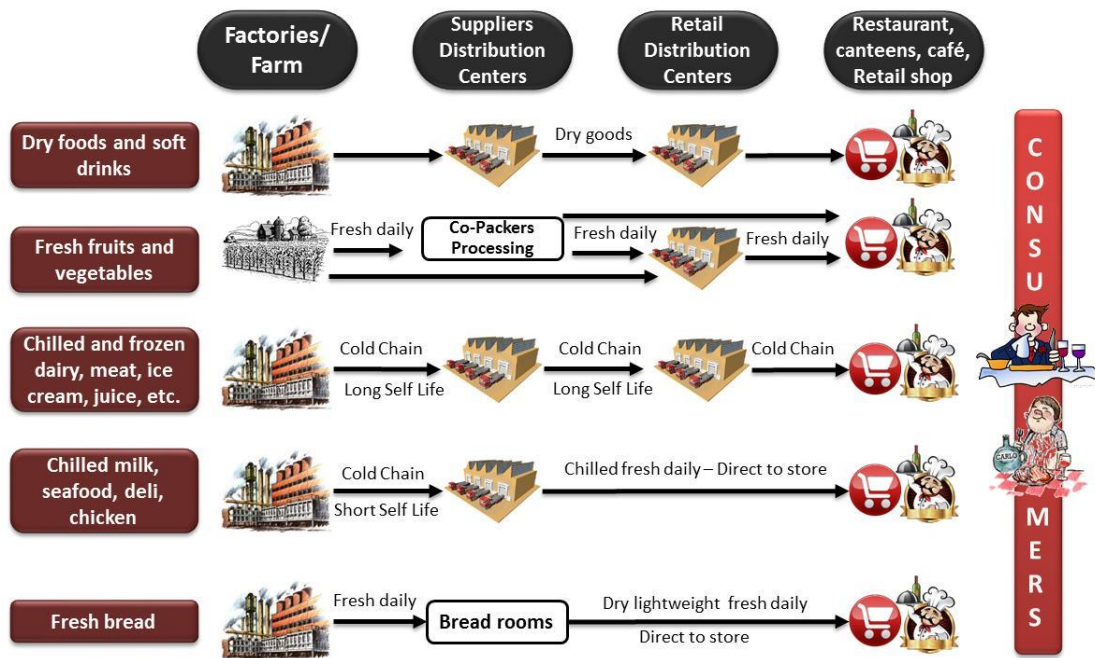 Factories/
Farm
Suppliers
Distribution
Centers
Retail
Distribution
Centers
Restaurant,
canteens, café,
Retail shop
Dry foods and soft
drinks
Dry goods
Fresh fruits and
vegetables
Fresh daily
Co-Packers
Processing
Fresh daily
Fresh daily
Chilled and frozen
dairy, meat, ice
cream, juice, etc.
Cold Chain
Long Self Life
Cold Chain
Long Self Life
Cold Chain
Chilled milk,
seafood, deli,
chicken
Cold Chain
Short Self Life
Chilled fresh daily – Direct to store
Fresh bread
Fresh daily
Bread rooms
Dry lightweight fresh daily
Direct to store
C
O
N
S
U
M
E
R
S
CARLO